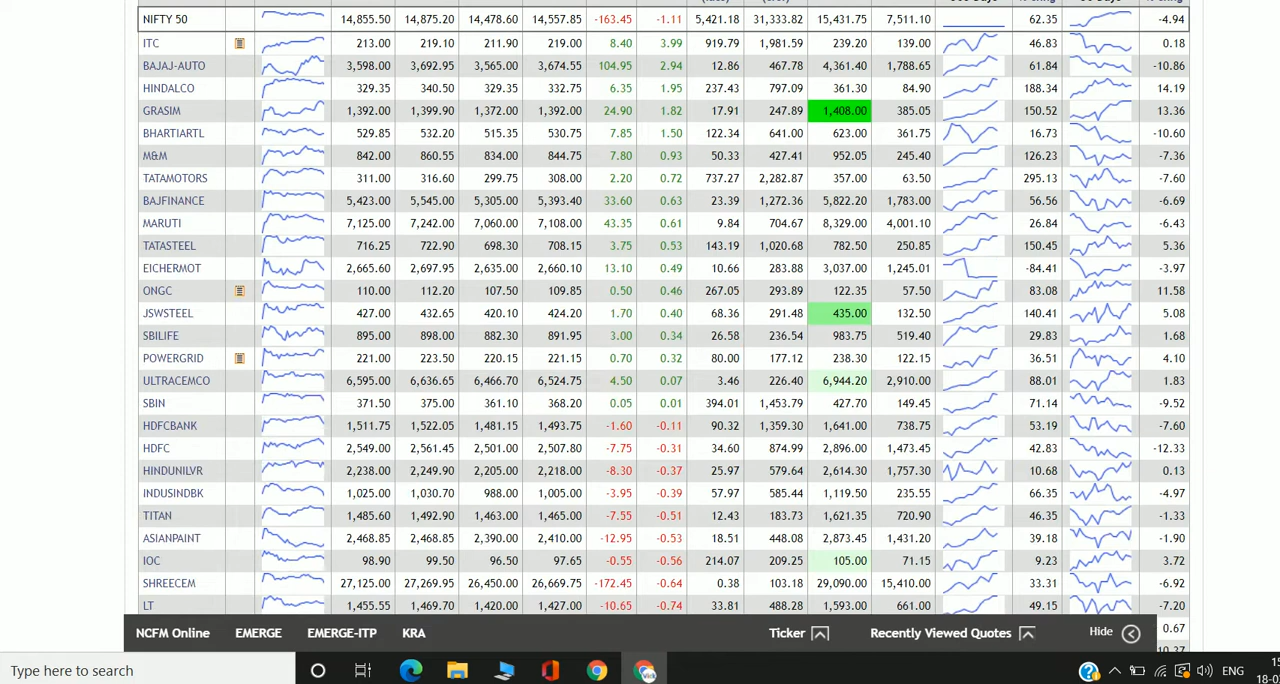 NIFTY 50 14,855.50 14,875.20 14,478.60 14,557.85 -163.45 -1.11 5,421.18 31,333.82 15,431.75 7,511.10 62.35 -4.94
ITC 213.00 219.10 211.90 219.00 8.40 3.99 919.79 1,981.59 239.20 139.00 46.83 0.18
BAJAJ-AUTO 3,598.00 3,692.95 3,565.00 3,674.55 104.95 2.94 12.86 467.78 4,361.40 1,788.65 61.84 -10.86
HINDALCO 329.35 340.50 329.35 332.75 6.35 1.95 237.43 797.09 361.30 84.90 188.34 14.19
GRASIM 1,392.00 1,399.90 1,372.00 1,392.00 24.90 1.82 17.91 247.89 1,408.00 385.05 150.52 13.36
BHARTIARTL 529.85 532.20 515.35 530.75 7.85 1.50 122.34 641.00 623.00 361.75 16.73 -10.60
M&M 842.00 860.55 834.00 844.75 7.80 0.93 50.33 427.41 952.05 245.40 126.23 -7.36
TATAMOTORS 311.00 316.60 299.75 308.00 2.20 0.72 737.27 2,282.87 357.00 63.50 295.13 -7.60
BAJFINANCE 5,423.00 5,545.00 5,305.00 5,393.40 33.60 0.63 23.39 1,272.36 5,822.20 1,783.00 56.56 -6.69
MARUTI 7,125.00 7,242.00 7,060.00 7,108.00 43.35 0.61 9.84 704.67 8,329.00 4,001.10 26.84 -6.43
TATASTEEL 716.25 722.90 698.30 708.15 3.75 0.53 143.19 1,020.68 782.50 250.85 150.45 5.36
EICHERMOT 2,665.60 2,697.95 2,635.00 2,660.10 13.10 0.49 10.66 283.88 3,037.00 1,245.01 -84.41 -3.97
ONGC 110.00 112.20 107.50 109.85 0.50 0.46 267.05 293.89 122.35 57.50 83.08 11.58
JSWSTEEL 427.00 432.65 420.10 424.20 1.70 0.40 68.36 291.48 435.00 132.50 140.41 5.08
SBILIFE 895.00 898.00 882.30 891.95 3.00 0.34 26.58 236.54 983.75 519.40 29.83 1.68
POWERGRID 221.00 223.50 220.15 221.15 0.70 0.32 80.00 177.12 238.30 122.15 36.51 4.10
ULTRACEMCO 6,595.00 6,636.65 6,466.70 6,524.75 4.50 0.07 3.46 226.40 6,944.20 2,910.00 88.01 1.83
SBIN 371.50 375.00 361.10 368.20 0.05 0.01 394.01 1,453.79 427.70 149.45 71.14 -9.52
HDFCBANK 1,511.75 1,522.05 1,481.15 1,493.75 -1.60 -0.11 90.32 1,359.30 1,641.00 738.75 53.19 -7.60
HDFC 2,549.00 2,561.45 2,501.00 2,507.80 -7.75 -0.31 34.60 874.99 2,896.00 1,473.45 42.83 -12.33
HINDUNILVR 2,238.00 2,249.90 2,205.00 2,218.00 -8.30 -0.37 25.97 579.64 2,614.30 1,757.30 10.68 0.13
INDUSINDBK 1,025.00 1,030.70 988.00 1,005.00 -3.95 -0.39 57.97 585.44 1,119.50 235.55 66.35 -4.97
TITAN 1,485.60 1,492.90 1,463.00 1,465.00 -7.55 -0.51 12.43 183.73 1,621.35 720.90 46.35 -1.33
ASIANPAINT 2,468.85 2,468.85 2,390.00 2,410.00 -12.95 -0.53 18.51 448.08 2,873.45 1,431.20 39.18 -1.90
IOC 98.90 99.50 96.50 97.65 -0.55 -0.56 214.07 209.25 105.00 71.15 9.23 3.72
SHREECEM 27,125.00 27,269.95 26,450.00 26,669.75 -172.45 -0.64 0.38 103.18 29,090.00 15,410.00 33.31 -6.92
LT 1,455.55 1,469.70 1,420.00 1,427.00 -10.65 -0.74 33.81 488.28 1,593.00 661.00 49.15 -7.20
NCFM Online EMERGE EMERGE-ITP KRA Ticker Recently Viewed Quotes Hide 0.67
Type here to search ENG